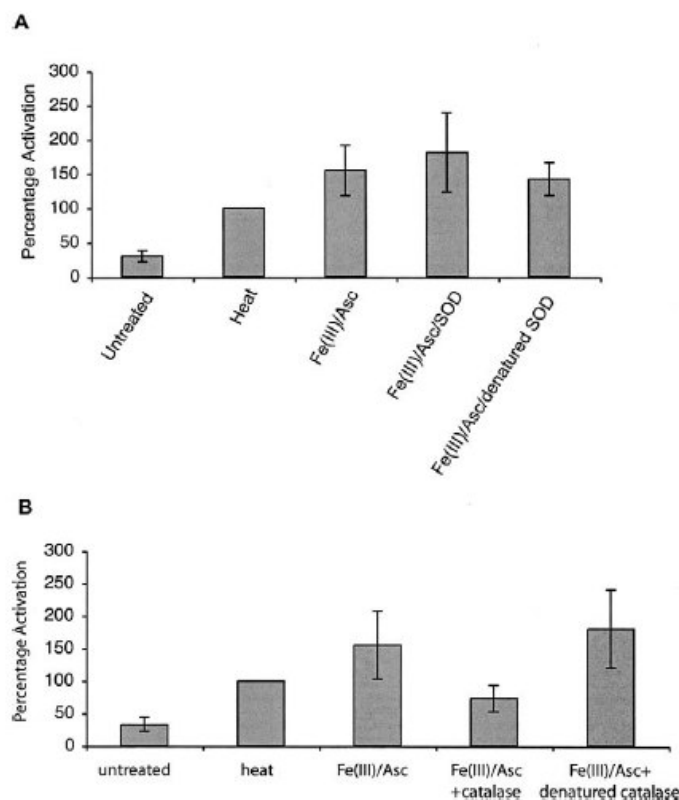 A
Percentage Activation
300
250
200
150
100
50
0
Untreated
Heat
Fe(III)/Asc
Fe(III)/Asc/SOD
Fe(III)/Asc/denatured SOD
B
Percentage Activation
300
250
200
150
100
50
0
untreated
heat
Fe(III)/Asc
Fe(III)/Asc
+catalase
Fe(III)/Asc+
denatured catalase